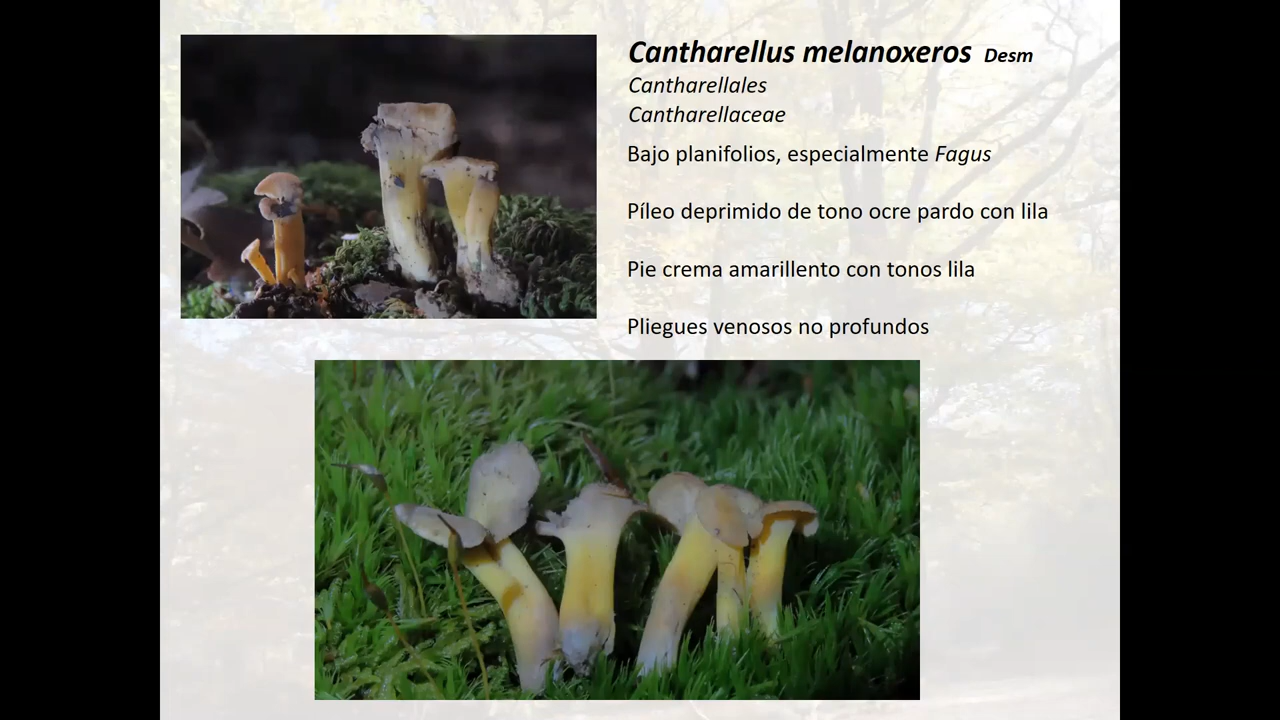 Cantharellus melanoxeros Desm
Cantharellales
Cantharellaceae
Bajo planifolios, especialmente Fagus
Píleo deprimido de tono ocre pardo con lila
Pie crema amarillento con tonos lila
Pliegues venosos no profundos